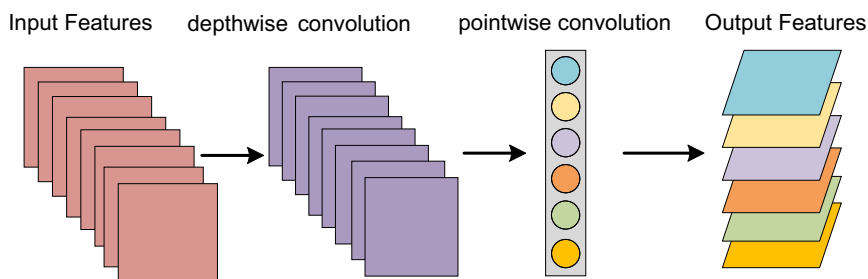 Input Features
depthwise convolution
pointwise convolution
Output Features